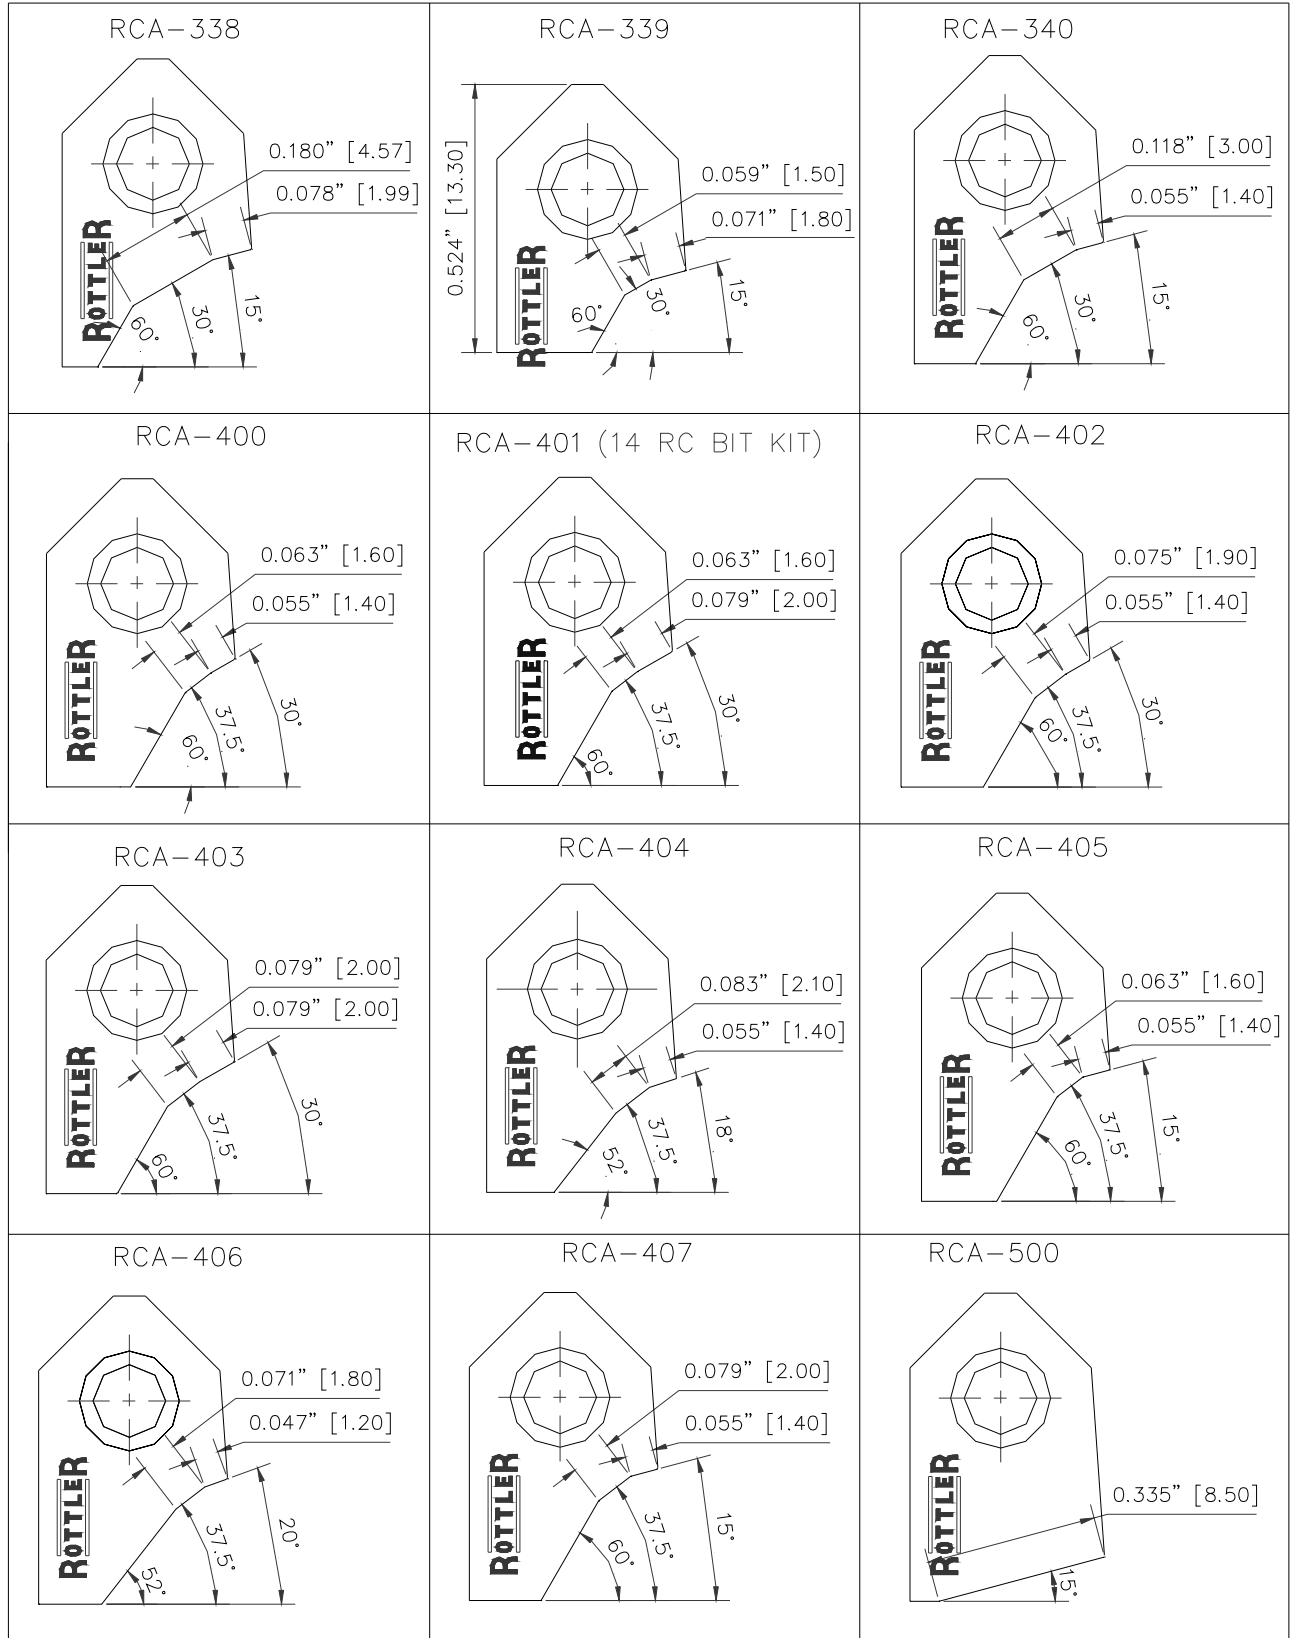 RCA-338
0.180" [4.57]
0.078" [1.99]
ROTTLER
60°
30°
15°
RCA-339
0.524" [13.30]
0.059" [1.50]
0.071" [1.80]
ROTTLER
60°
30°
15°
RCA-340
0.118" [3.00]
0.055" [1.40]
ROTTLER
60°
30°
15°
RCA-400
0.063" [1.60]
0.055" [1.40]
ROTTLER
60°
37.5°
30°
RCA-401 (14 RC BIT KIT)
0.063" [1.60]
0.079" [2.00]
ROTTLER
60°
37.5°
30°
RCA-402
0.075" [1.90]
0.055" [1.40]
ROTTLER
60°
37.5°
30°
RCA-403
0.079" [2.00]
0.079" [2.00]
ROTTLER
60°
37.5°
30°
RCA-404
0.083" [2.10]
0.055" [1.40]
ROTTLER
52°
37.5°
18°
RCA-405
0.063" [1.60]
0.055" [1.40]
ROTTLER
60°
37.5°
15°
RCA-406
0.071" [1.80]
0.047" [1.20]
ROTTLER
52°
37.5°
20°
RCA-407
0.079" [2.00]
0.055" [1.40]
ROTTLER
60°
37.5°
15°
RCA-500
0.335" [8.50]
ROTTLER
15°